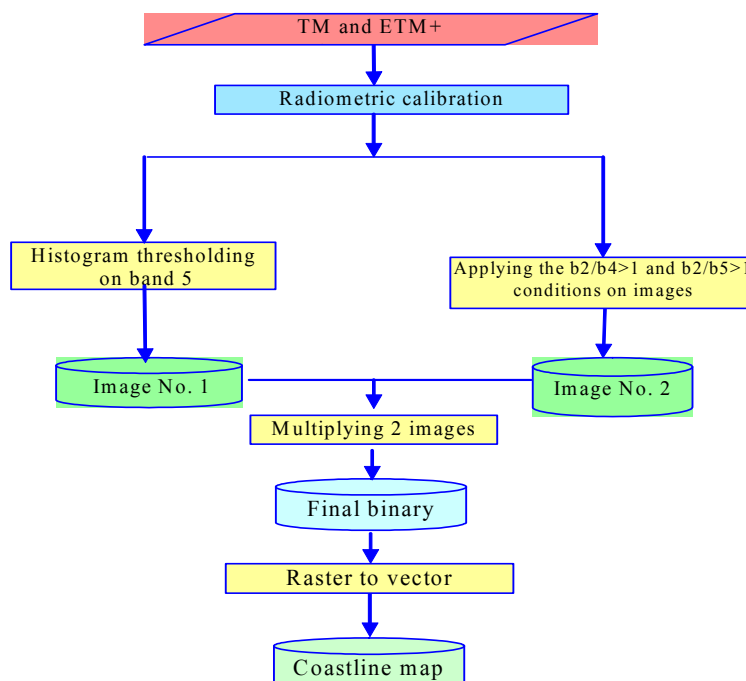 TM and ETM+
Radiometric calibration
Histogram thresholding
on band 5
Applying the b2/b4>1 and b2/b5>1
conditions on images
Image No. 1
Image No. 2
Multiplying 2 images
Final binary
Raster to vector
Coastline map